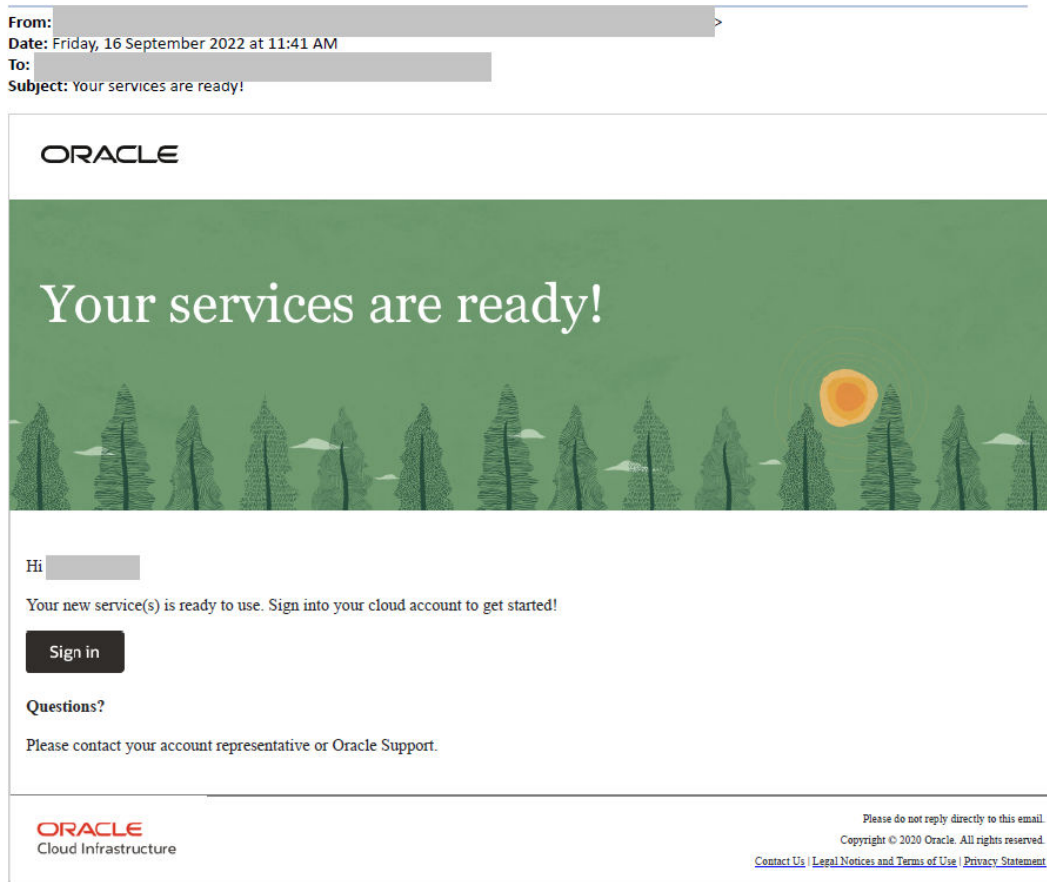 From: >
Date: Friday, 16 September 2022 at 11:41 AM
To:
Subject: Your services are ready!
ORACLE
Your services are ready!
Hi
Your new service(s) is ready to use. Sign into your cloud account to get started!
Sign in
Questions?
Please contact your account representative or Oracle Support.
ORACLE
Cloud Infrastructure
Please do not reply directly to this email.
Copyright © 2020 Oracle. All rights reserved.
Contact Us | Legal Notices and Terms of Use | Privacy Statement